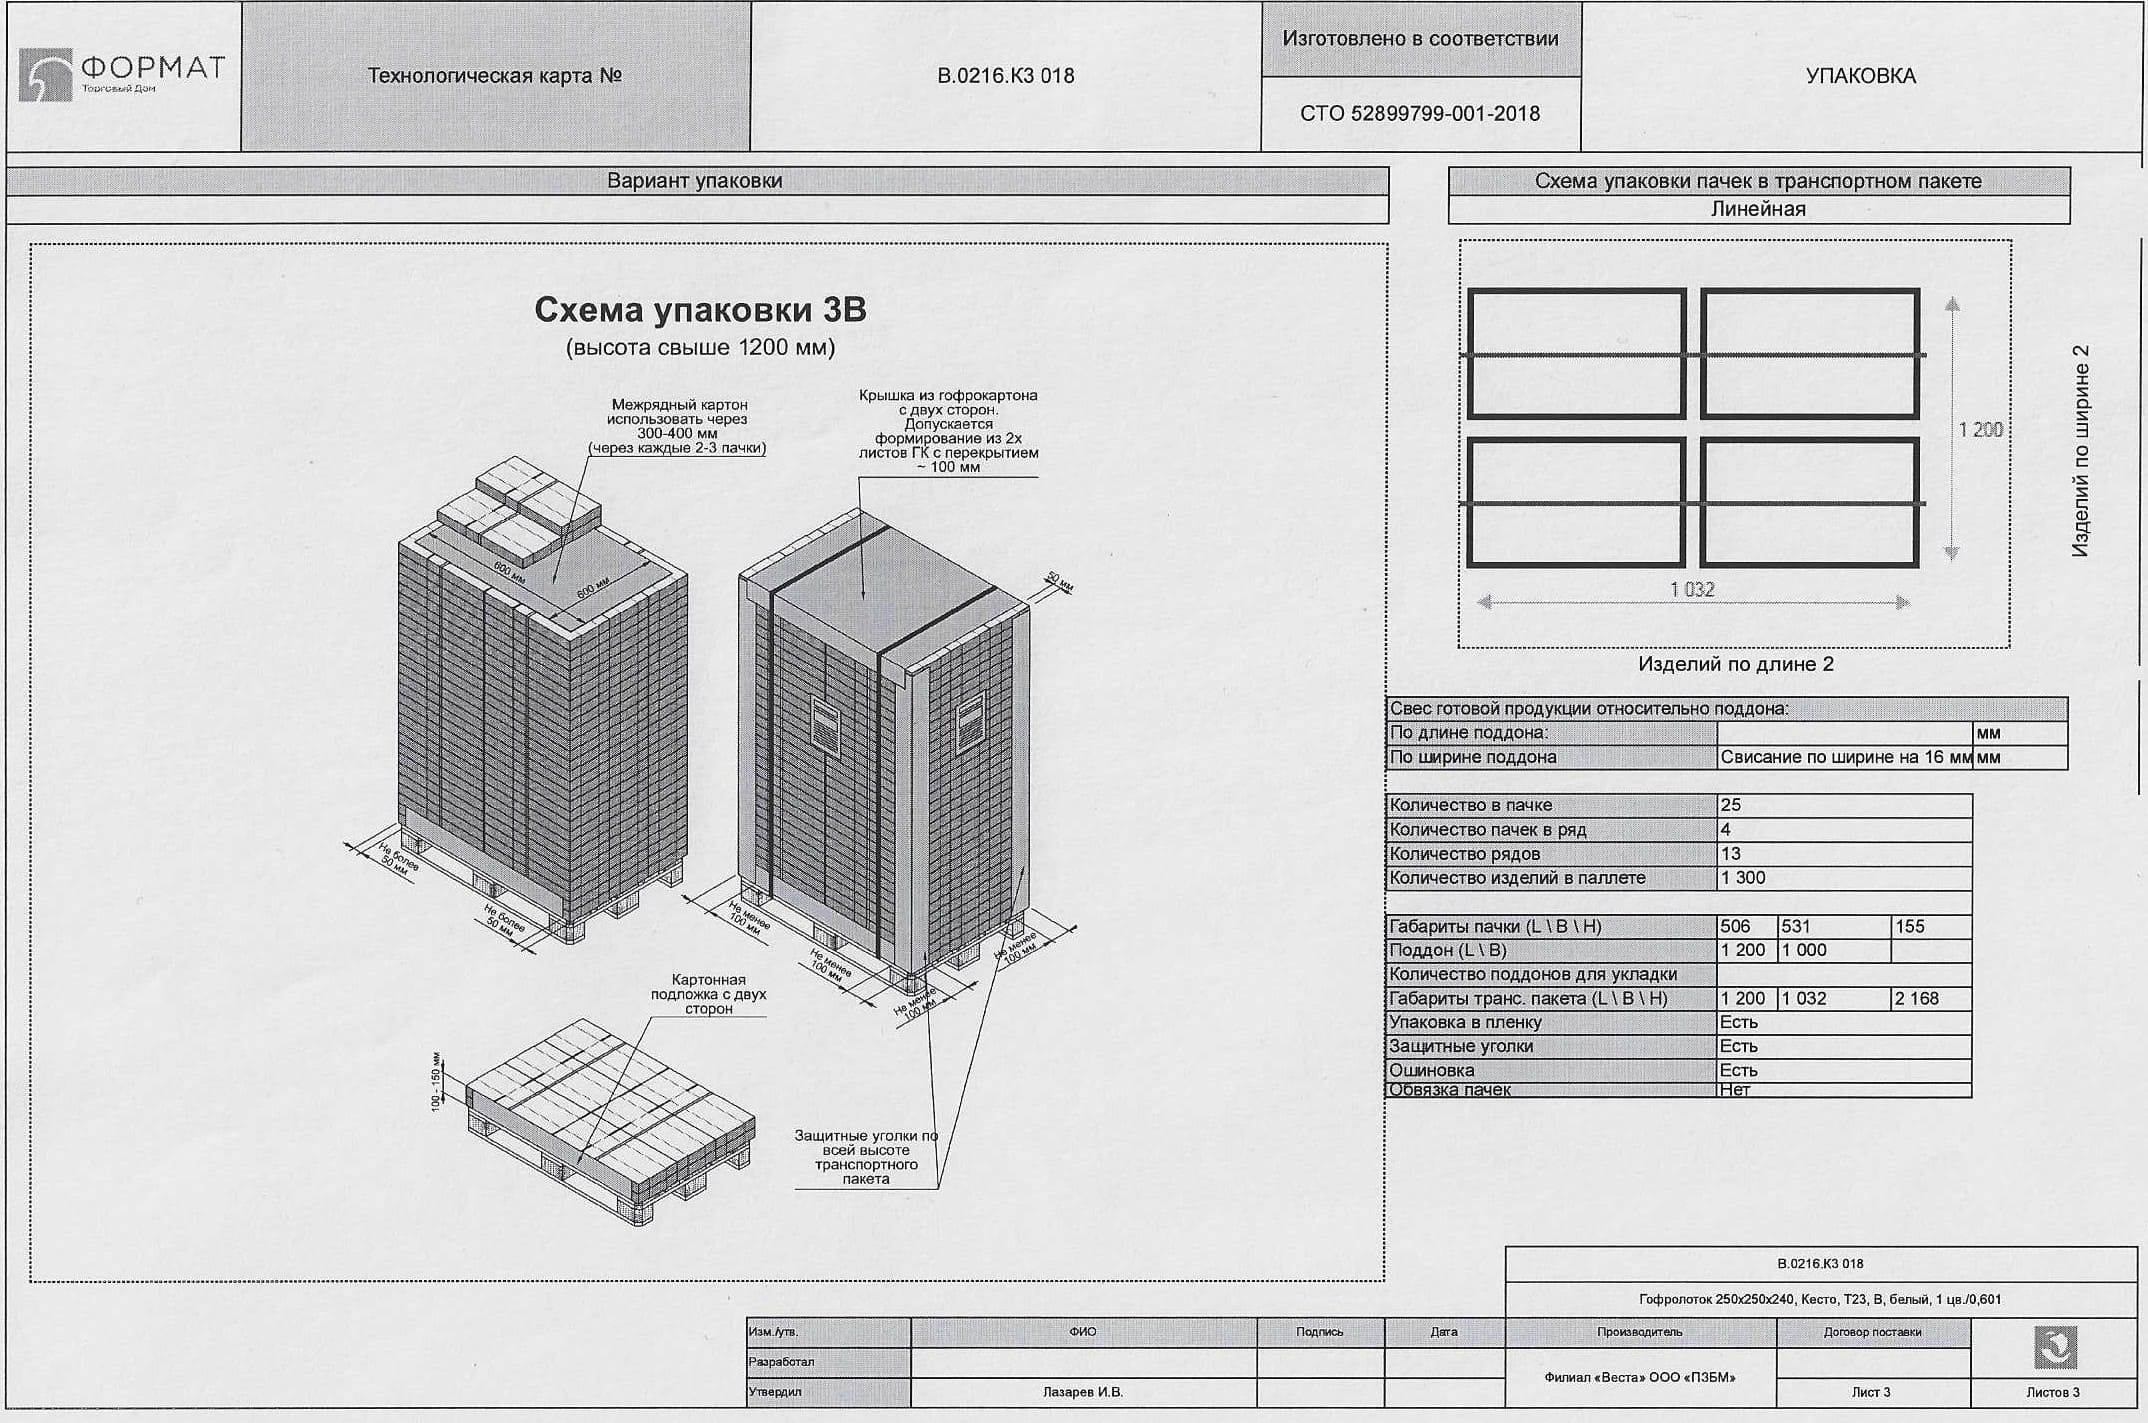 ФОРМАТ
Торговый Дом
Технологическая карта №
В.0216.К3 018
Изготовлено в соответствии
СТО 52899799-001-2018
УПАКОВКА
Вариант упаковки
Схема упаковки пачек в транспортном пакете
Линейная
Схема упаковки 3В
(высота свыше 1200 мм)
Межрядный картон
использовать через
300-400 мм
(через каждые 2-3 пачки)
Крышка из гофрокартона
с двух сторон.
Допускается
формирование из 2х
листов ГК с перекрытием
~ 100 мм
600 мм
600 мм
50 мм
Не более
50 мм
Не более
50 мм
Не менее
100 мм
Не менее
100 мм
Не менее
100 мм
Не менее
100 мм
Картонная
подложка с двух
сторон
100 - 150 мм
Защитные уголки по
всей высоте
транспортного
пакета
1 200
1 032
Изделий по ширине 2
Изделий по длине 2
Свес готовой продукции относительно поддона:
По длине поддона: мм
По ширине поддона Свисание по ширине на 16 мм мм
Количество в пачке 25
Количество пачек в ряд 4
Количество рядов 13
Количество изделий в паллете 1 300
Габариты пачки (L \ B \ H) 506 531 155
Поддон (L \ B) 1 200 1 000
Количество поддонов для укладки
Габариты транс. пакета (L \ B \ H) 1 200 1 032 2 168
Упаковка в пленку Есть
Защитные уголки Есть
Ошиновка Есть
Обвязка пачек Нет
В.0216.К3 018
Гофролоток 250х250х240, Кесто, Т23, В, белый, 1 цв./0,601
Изм./утв. ФИО Подпись Дата Производитель Договор поставки
Разработал
Филиал «Веста» ООО «ПЗБМ»
Утвердил Лазарев И.В. Лист 3 Листов 3